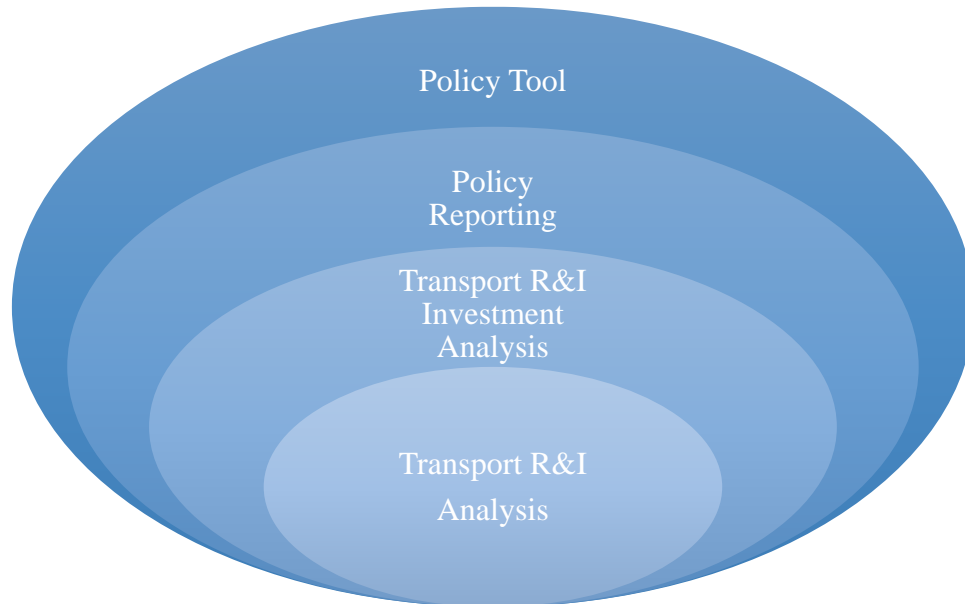 Policy Tool
Policy
Reporting
Transport R&I
Investment
Analysis
Transport R&I
Analysis